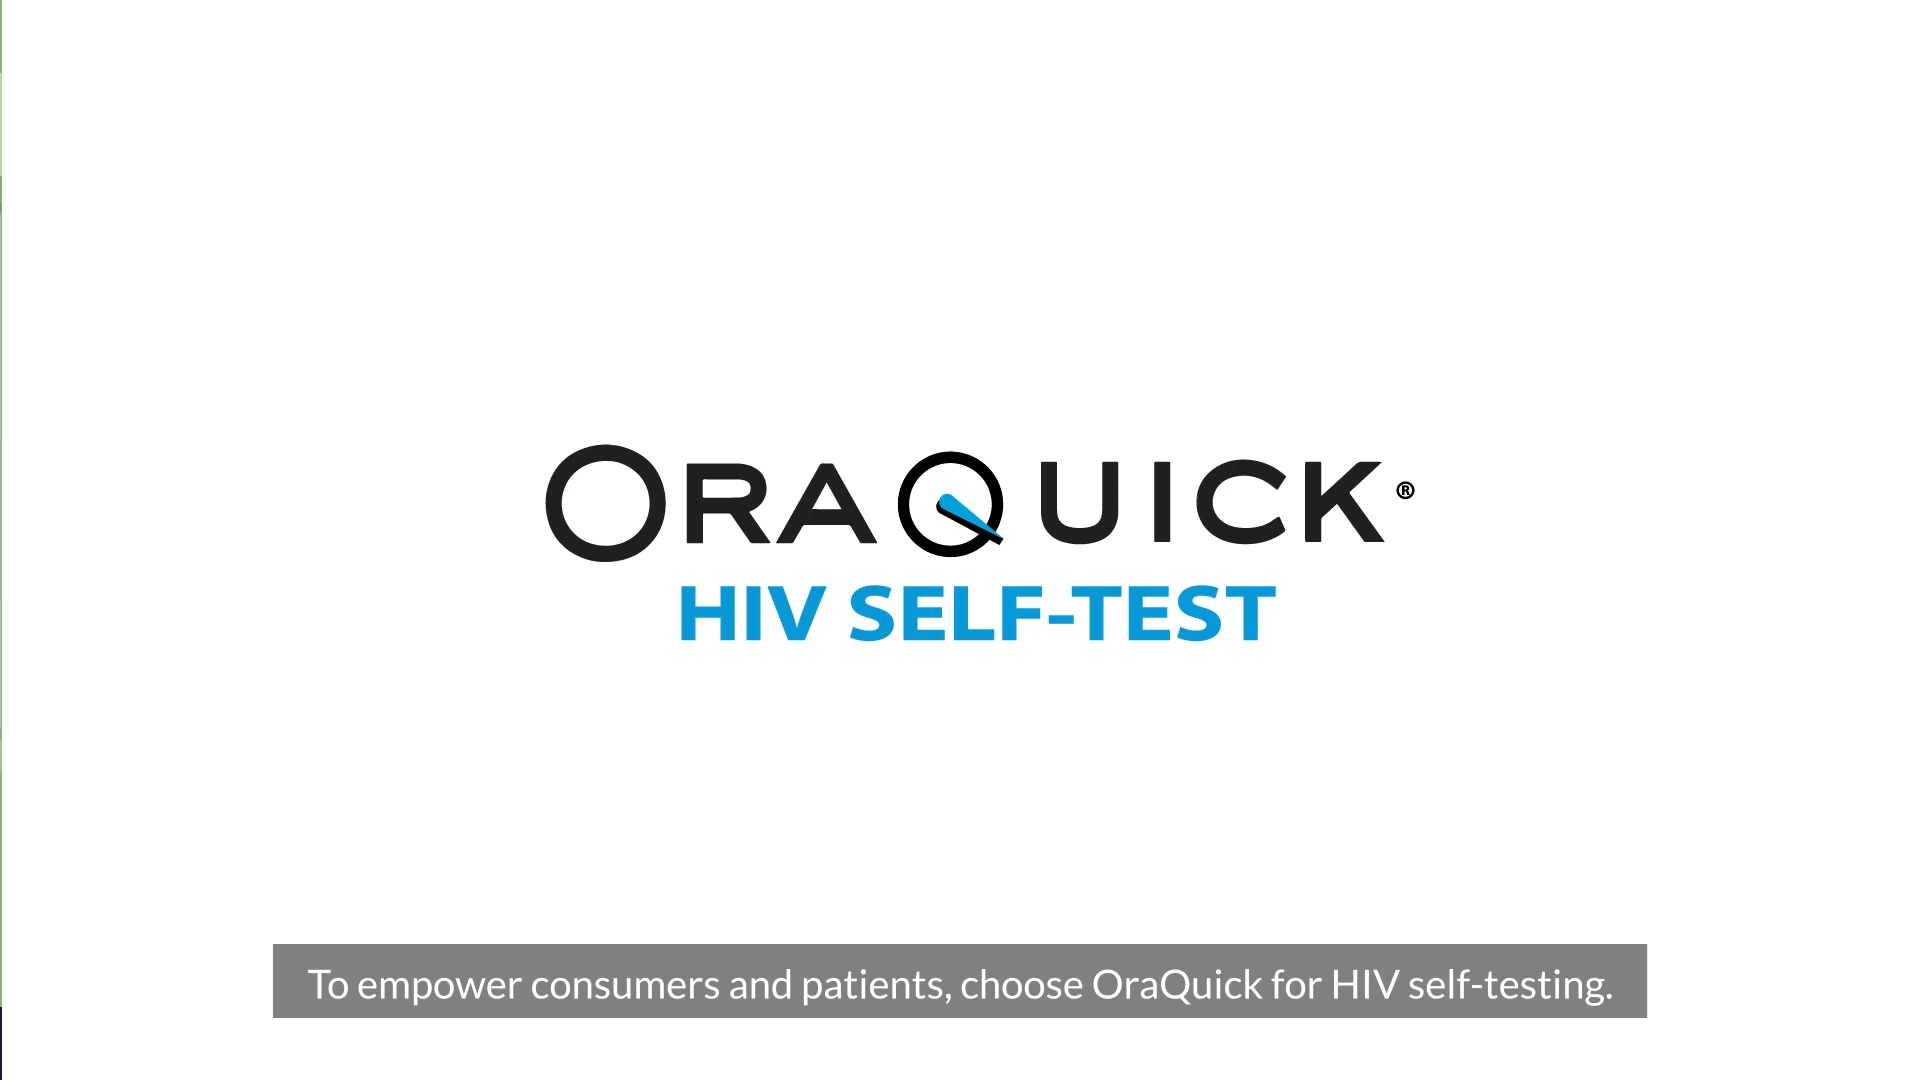 ORAQUICK®
HIV SELF-TEST
To empower consumers and patients, choose OraQuick for HIV self-testing.